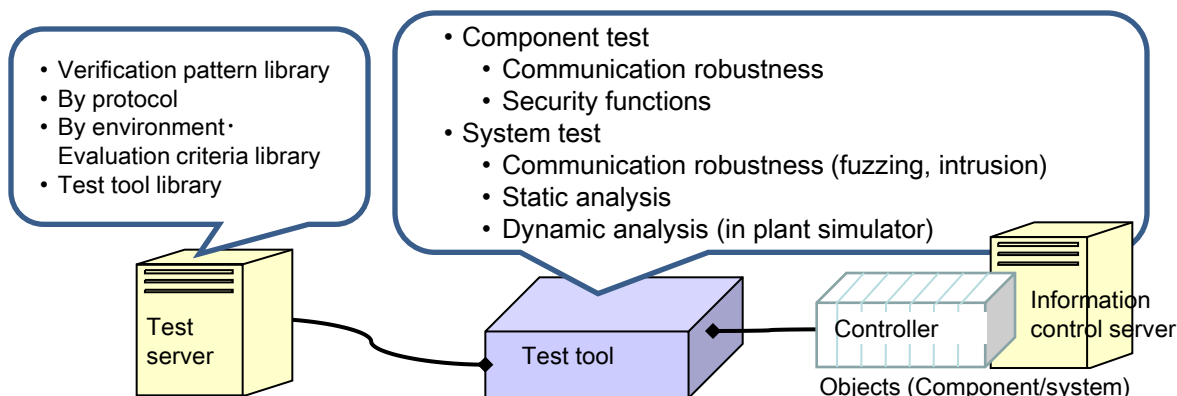 • Verification pattern library
• By protocol
• By environment・
Evaluation criteria library
• Test tool library
• Component test
• Communication robustness
• Security functions
• System test
• Communication robustness (fuzzing, intrusion)
• Static analysis
• Dynamic analysis (in plant simulator)
Test
server
Test tool
Controller
Information
control server
Objects (Component/system)